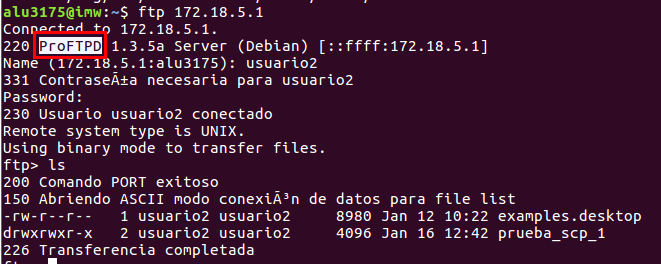 alu3175@imw:~$ ftp 172.18.5.1
Connected to 172.18.5.1.
220 ProFTPD 1.3.5a Server (Debian) [::ffff:172.18.5.1]
Name (172.18.5.1:alu3175): usuario2
331 ContraseÃ±a necesaria para usuario2
Password:
230 Usuario usuario2 conectado
Remote system type is UNIX.
Using binary mode to transfer files.
ftp> ls
200 Comando PORT exitoso
150 Abriendo ASCII modo conexiÃ³n de datos para file list
-rw-r--r--   1 usuario2 usuario2     8980 Jan 12 10:22 examples.desktop
drwxrwxr-x   2 usuario2 usuario2     4096 Jan 16 12:42 prueba_scp_1
226 Transferencia completada